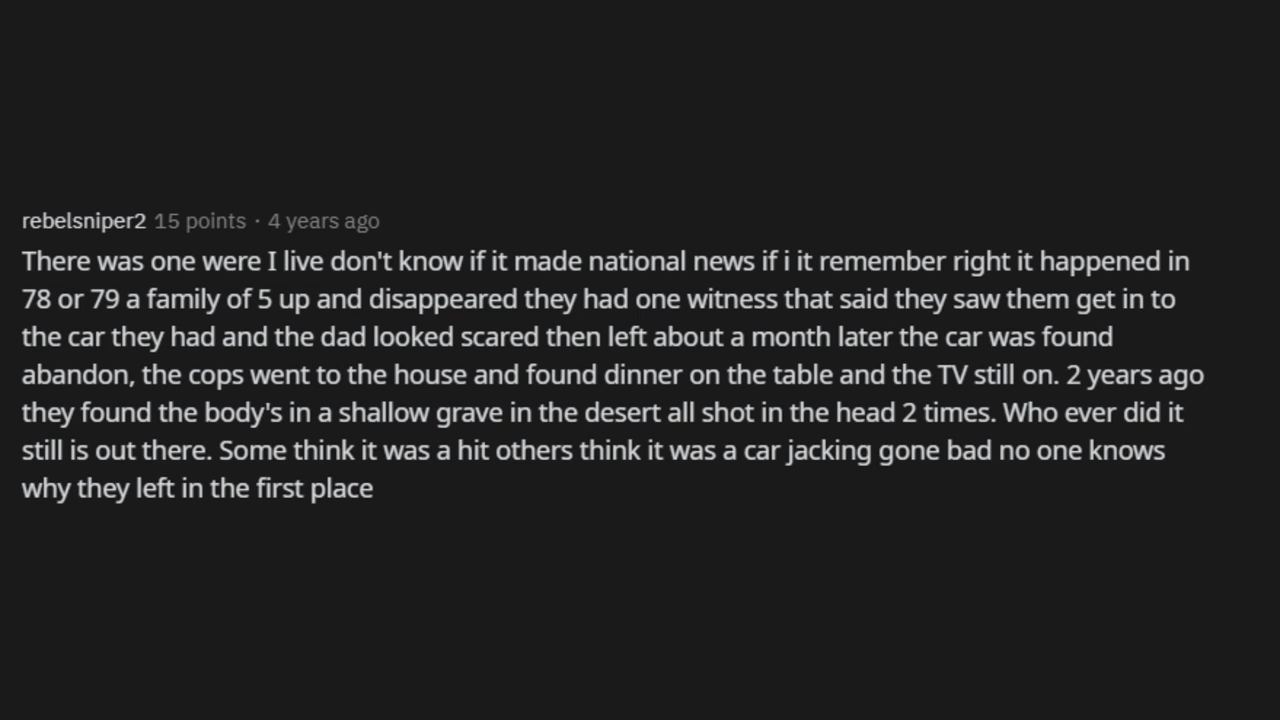 rebelsniper2 15 points · 4 years ago
There was one were I live don't know if it made national news if i it remember right it happened in
78 or 79 a family of 5 up and disappeared they had one witness that said they saw them get in to
the car they had and the dad looked scared then left about a month later the car was found
abandon, the cops went to the house and found dinner on the table and the TV still on. 2 years ago
they found the body's in a shallow grave in the desert all shot in the head 2 times. Who ever did it
still is out there. Some think it was a hit others think it was a car jacking gone bad no one knows
why they left in the first place